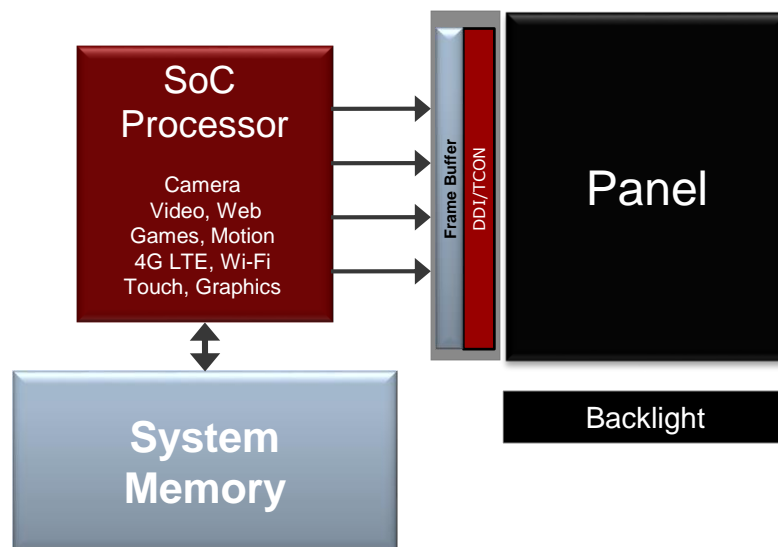 SoC
Processor
Camera
Video, Web
Games, Motion
4G LTE, Wi-Fi
Touch, Graphics
Frame Buffer
DDI/TCON
Panel
Backlight
System
Memory